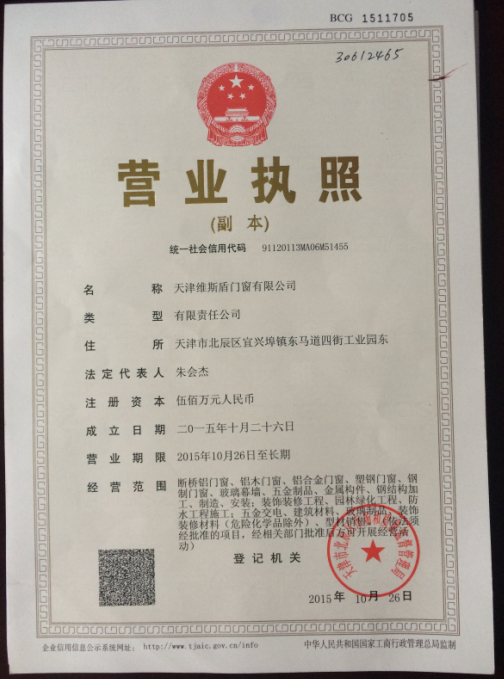 BCG 1511705
30612465
营业执照
(副 本)
统一社会信用代码 91120113MA06M51455
名 称 天津维斯盾门窗有限公司
类 型 有限责任公司
住 所 天津市北辰区宜兴埠镇东马道四街工业园东
法定代表人 朱会杰
注册资本 伍佰万元人民币
成立日期 二〇一五年十月二十六日
营业期限 2015年10月26日至长期
经营范围 断桥铝门窗、铝木门窗、铝合金门窗、塑钢门窗、钢
制门窗、玻璃幕墙、五金制品、金属构件、钢结构加
工、制造、安装；装饰装修工程、园林绿化工程、防
水工程施工；五金交电、建筑材料、玻璃制品、装饰
装修材料（危险化学品除外）、型材销售。（依法须
经批准的项目，经相关部门批准后方可开展经营活
动）
登记机关
2015年 10月 26日
企业信用信息公示系统网址： http://www.tjaic.gov.cn/info
中华人民共和国国家工商行政管理总局监制